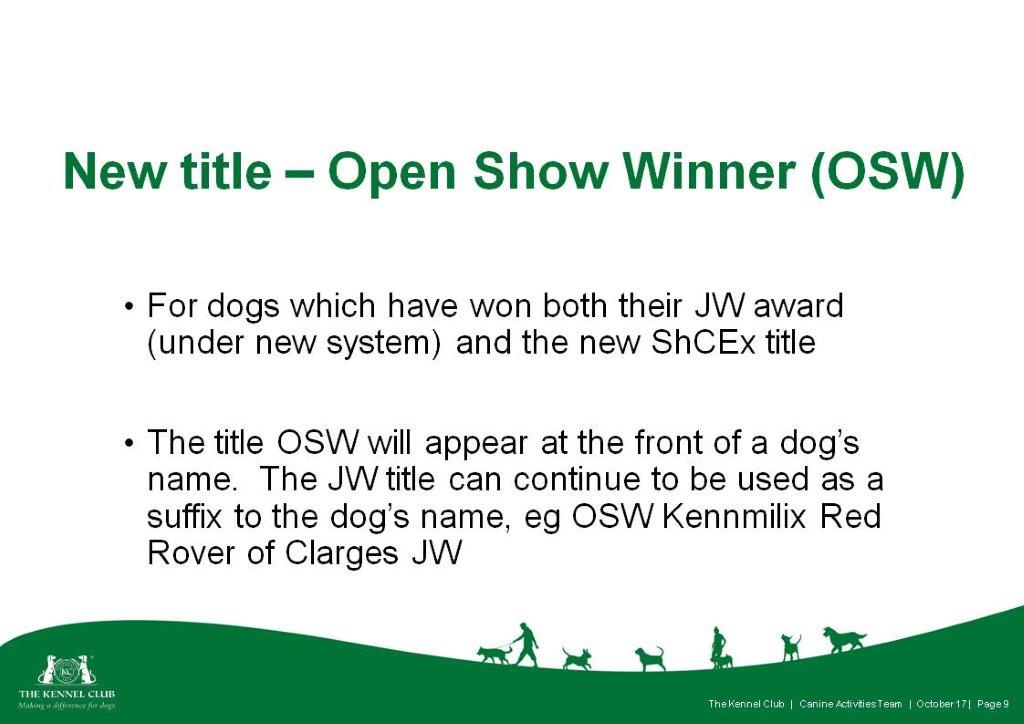 New title – Open Show Winner (OSW)
• For dogs which have won both their JW award
(under new system) and the new ShCEx title
• The title OSW will appear at the front of a dog’s
name.  The JW title can continue to be used as a
suffix to the dog’s name, eg OSW Kennmilix Red
Rover of Clarges JW
KC
THE KENNEL CLUB
Making a difference for dogs
The Kennel Club | Canine Activities Team | October 17 | Page 9